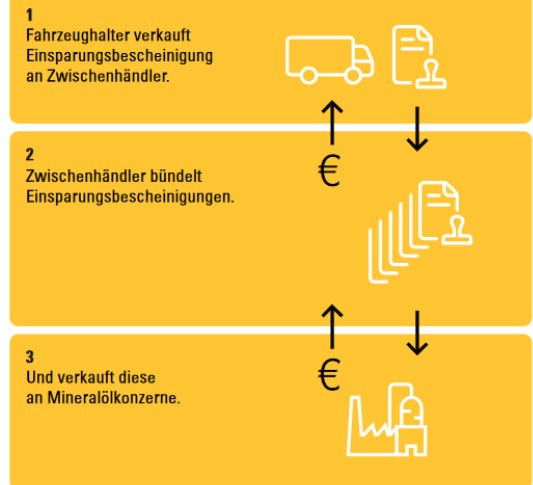 1
Fahrzeughalter verkauft
Einsparungsbescheinigung
an Zwischenhändler.
€
2
Zwischenhändler bündelt
Einsparungsbescheinigungen.
€
3
Und verkauft diese
an Mineralölkonzerne.